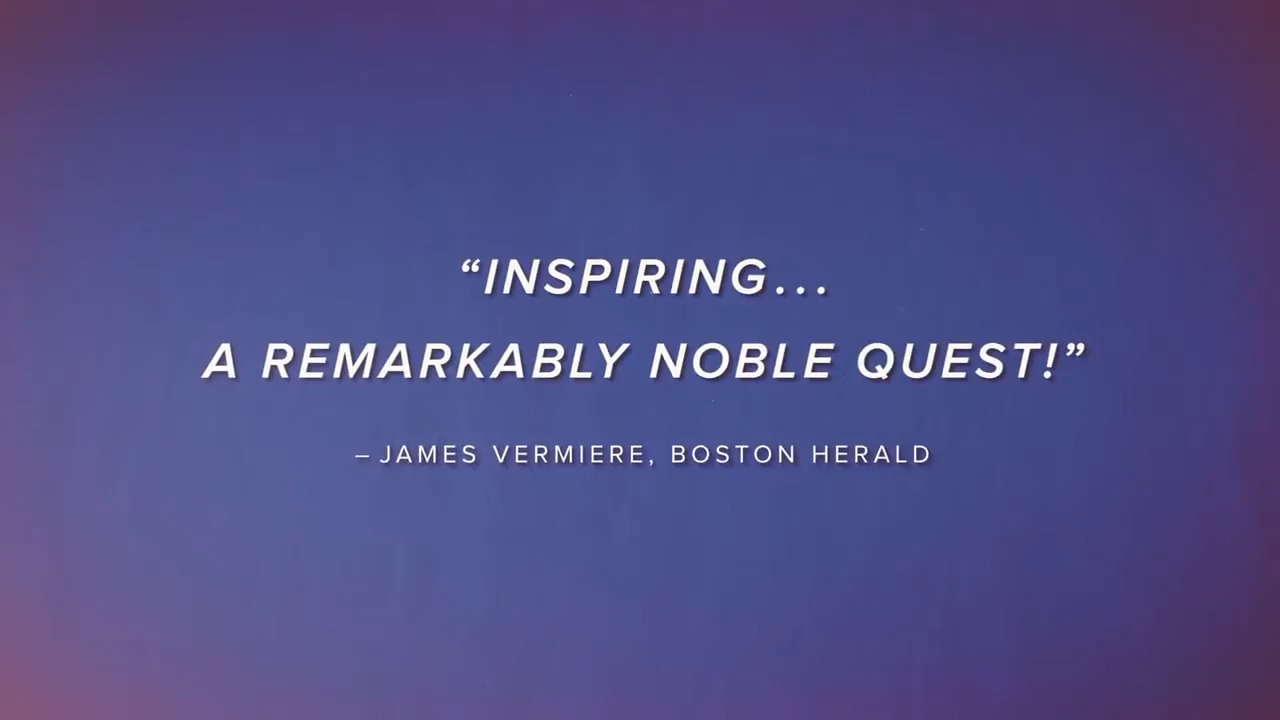 “INSPIRING...
A REMARKABLY NOBLE QUEST!”
– JAMES VERMIERE, BOSTON HERALD